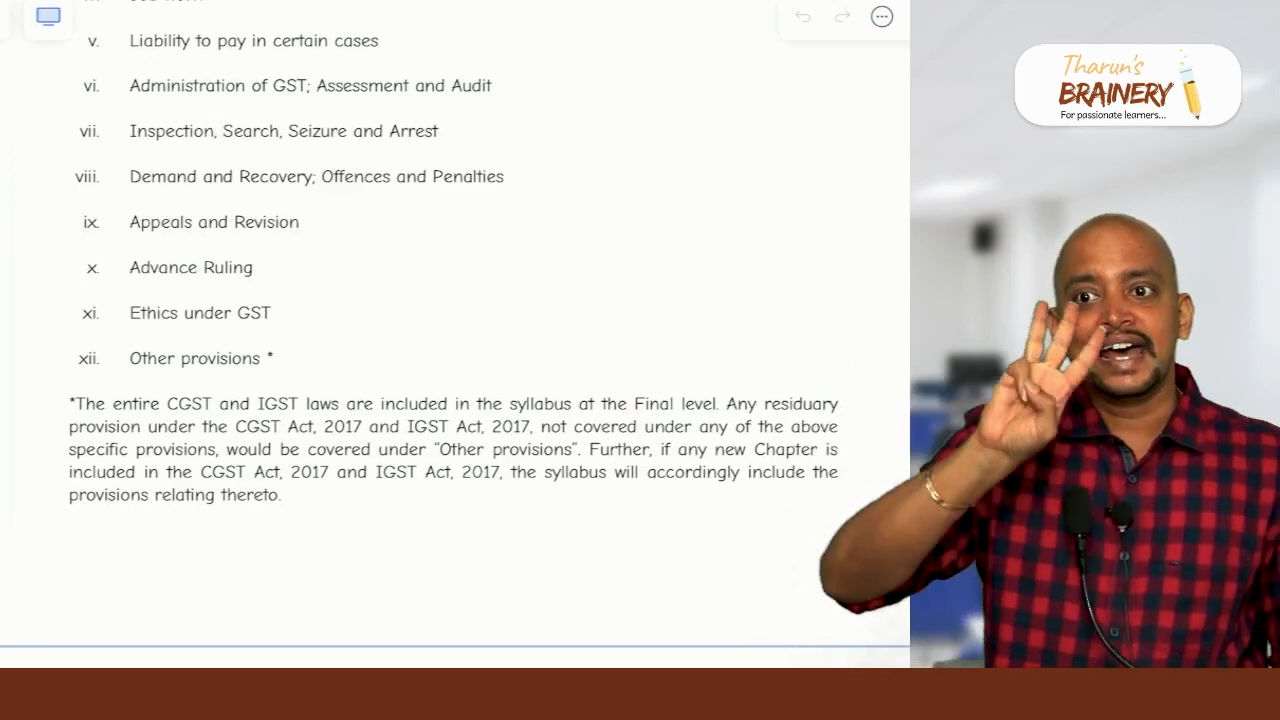 v. Liability to pay in certain cases
vi. Administration of GST; Assessment and Audit
vii. Inspection, Search, Seizure and Arrest
viii. Demand and Recovery; Offences and Penalties
ix. Appeals and Revision
x. Advance Ruling
xi. Ethics under GST
xii. Other provisions *
*The entire CGST and IGST laws are included in the syllabus at the Final level. Any residuary
provision under the CGST Act, 2017 and IGST Act, 2017, not covered under any of the above
specific provisions, would be covered under “Other provisions”. Further, if any new Chapter is
included in the CGST Act, 2017 and IGST Act, 2017, the syllabus will accordingly include the
provisions relating thereto.
Tharun's
BRAINERY
For passionate learners...